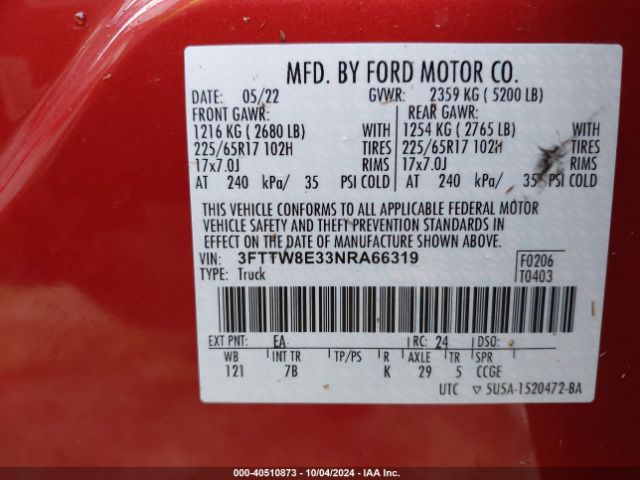 MFD. BY FORD MOTOR CO.
DATE: 05/22 GVWR: 2359 KG ( 5200 LB)
FRONT GAWR: REAR GAWR:
1216 KG ( 2680 LB) WITH 1254 KG ( 2765 LB) WITH
225/65R17 102H TIRES 225/65R17 102H TIRES
17x7.0J RIMS 17x7.0J RIMS
AT 240 kPa/ 35 PSI COLD AT 240 kPa/ 35 PSI COLD
THIS VEHICLE CONFORMS TO ALL APPLICABLE FEDERAL MOTOR
VEHICLE SAFETY AND THEFT PREVENTION STANDARDS IN
EFFECT ON THE DATE OF MANUFACTURE SHOWN ABOVE.
VIN: 3FTTW8E33NRA66319 F0206
TYPE: Truck T0403
EXT PNT: EA RC: 24 DSO:
WB INT TR TP/PS R AXLE TR SPR
121 7B K 29 5 CCGE
UTC ▽ 5U5A-1520472-BA
000-40510873 - 10/04/2024 - IAA Inc.